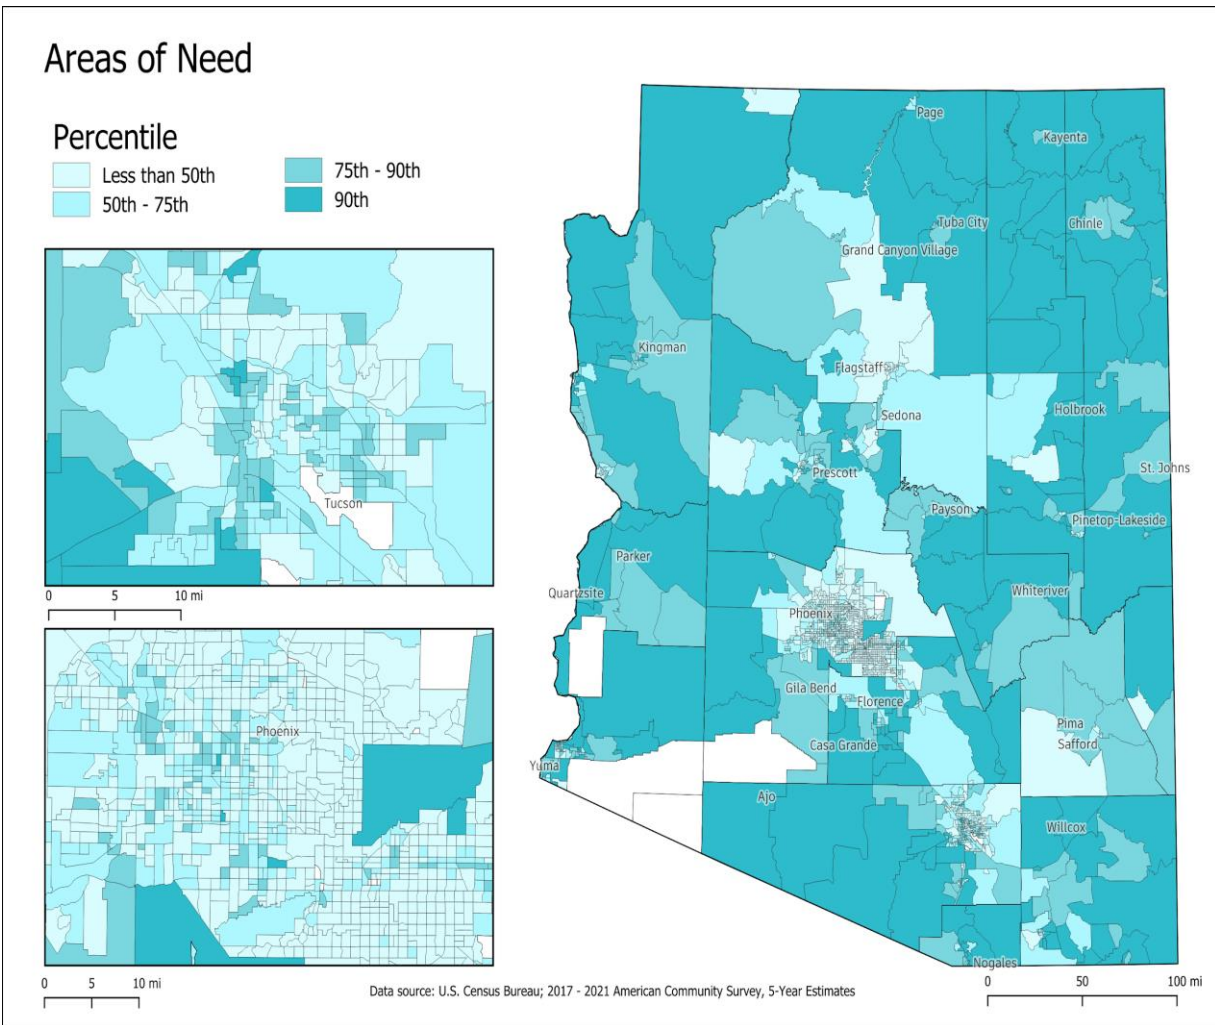 Areas of Need
Percentile
Less than 50th
50th - 75th
75th - 90th
90th
Tucson
0 5 10 mi
Phoenix
0 5 10 mi
Page
Kayenta
Tuba City
Chinle
Grand Canyon Village
Kingman
Flagstaff
Sedona
Holbrook
Prescott
St. Johns
Payson
Pinetop-Lakeside
Parker
Quartzsite
Whiteriver
Phoenix
Gila Bend
Florence
Pima
Casa Grande
Safford
Yuma
Ajo
Willcox
Nogales
0 50 100 mi
Data source: U.S. Census Bureau; 2017 - 2021 American Community Survey, 5-Year Estimates